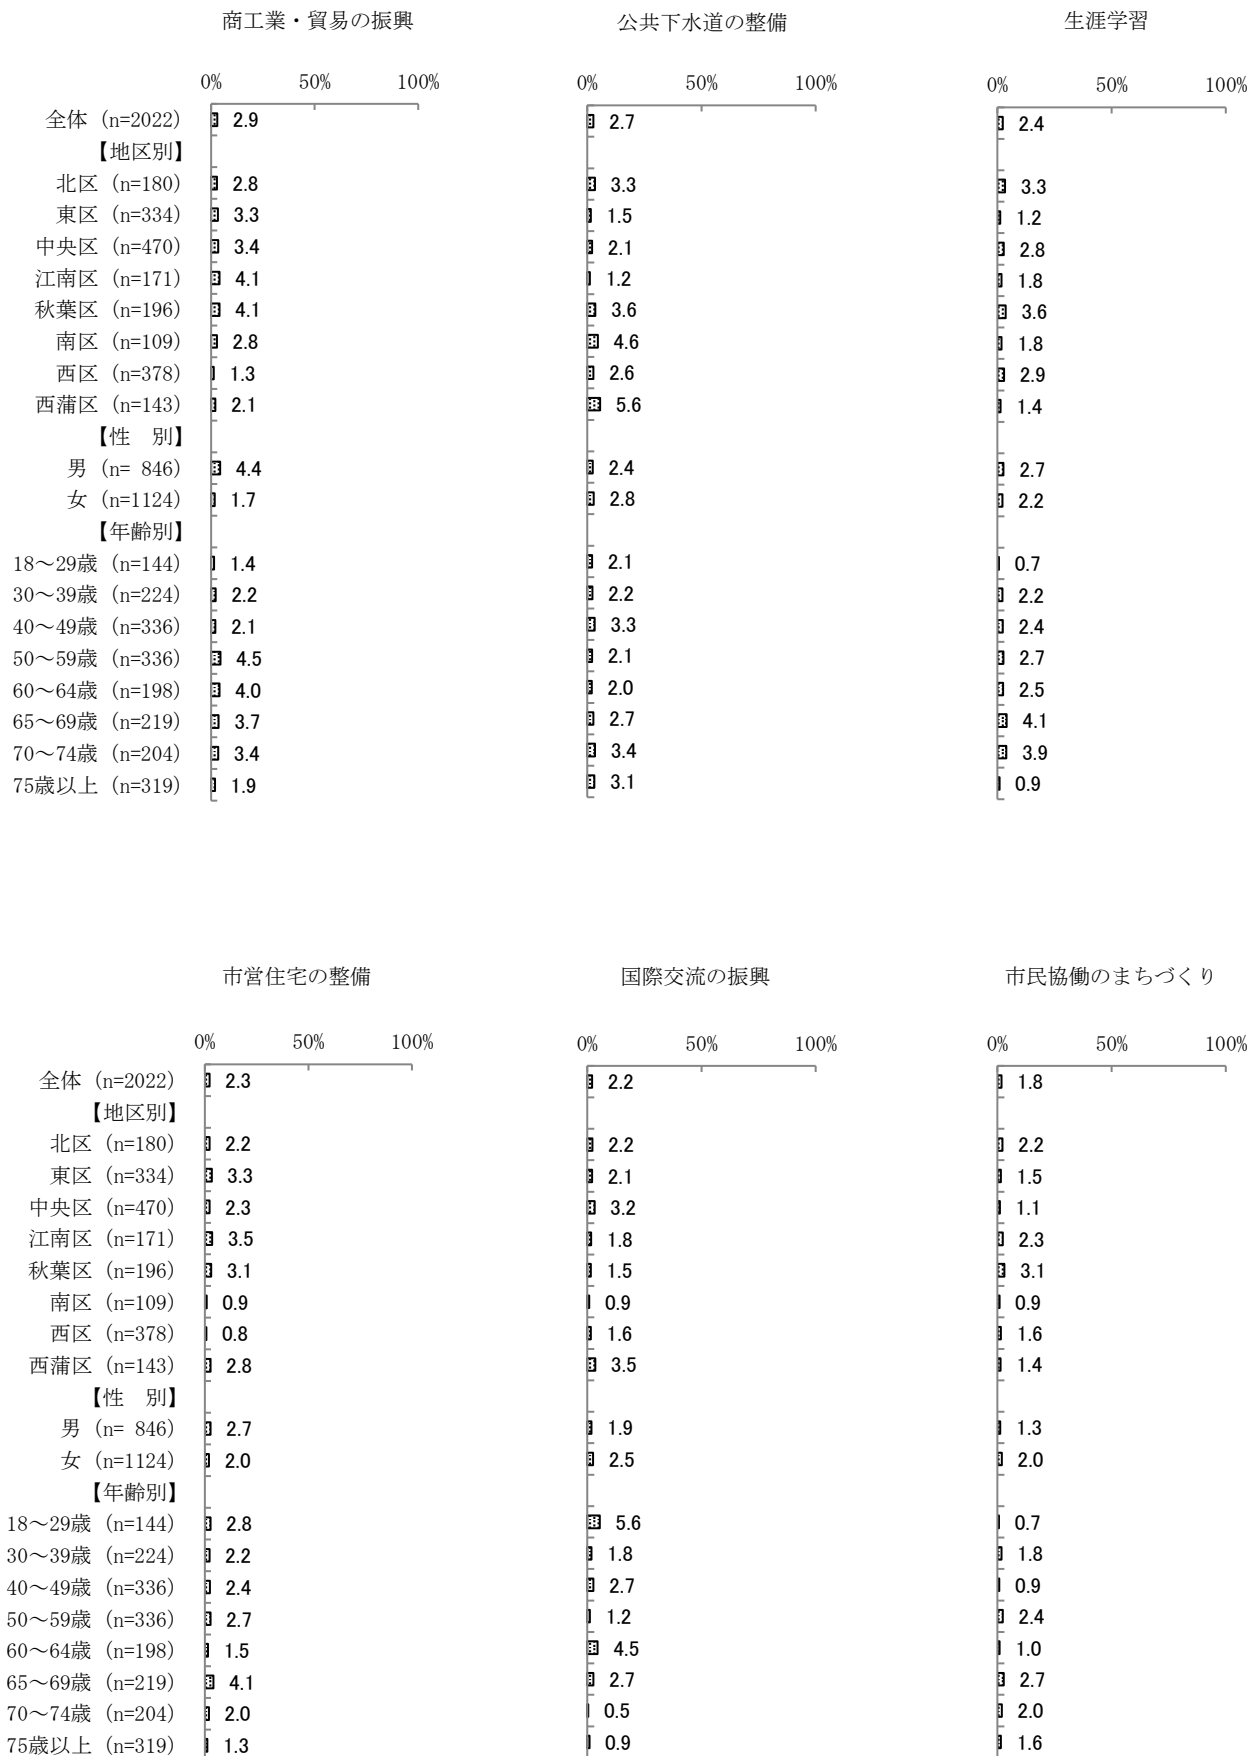 商工業・貿易の振興 公共下水道の整備 生涯学習
0% 50% 100% 0% 50% 100% 0% 50% 100%
全体 (n=2022) 2.9 2.7 2.4
【地区別】
北区 (n=180) 2.8 3.3 3.3
東区 (n=334) 3.3 1.5 1.2
中央区 (n=470) 3.4 2.1 2.8
江南区 (n=171) 4.1 1.2 1.8
秋葉区 (n=196) 4.1 3.6 3.6
南区 (n=109) 2.8 4.6 1.8
西区 (n=378) 1.3 2.6 2.9
西蒲区 (n=143) 2.1 5.6 1.4
【性　別】
男 (n= 846) 4.4 2.4 2.7
女 (n=1124) 1.7 2.8 2.2
【年齢別】
18～29歳 (n=144) 1.4 2.1 0.7
30～39歳 (n=224) 2.2 2.2 2.2
40～49歳 (n=336) 2.1 3.3 2.4
50～59歳 (n=336) 4.5 2.1 2.7
60～64歳 (n=198) 4.0 2.0 2.5
65～69歳 (n=219) 3.7 2.7 4.1
70～74歳 (n=204) 3.4 3.4 3.9
75歳以上 (n=319) 1.9 3.1 0.9
市営住宅の整備 国際交流の振興 市民協働のまちづくり
0% 50% 100% 0% 50% 100% 0% 50% 100%
全体 (n=2022) 2.3 2.2 1.8
【地区別】
北区 (n=180) 2.2 2.2 2.2
東区 (n=334) 3.3 2.1 1.5
中央区 (n=470) 2.3 3.2 1.1
江南区 (n=171) 3.5 1.8 2.3
秋葉区 (n=196) 3.1 1.5 3.1
南区 (n=109) 0.9 0.9 0.9
西区 (n=378) 0.8 1.6 1.6
西蒲区 (n=143) 2.8 3.5 1.4
【性　別】
男 (n= 846) 2.7 1.9 1.3
女 (n=1124) 2.0 2.5 2.0
【年齢別】
18～29歳 (n=144) 2.8 5.6 0.7
30～39歳 (n=224) 2.2 1.8 1.8
40～49歳 (n=336) 2.4 2.7 0.9
50～59歳 (n=336) 2.7 1.2 2.4
60～64歳 (n=198) 1.5 4.5 1.0
65～69歳 (n=219) 4.1 2.7 2.7
70～74歳 (n=204) 2.0 0.5 2.0
75歳以上 (n=319) 1.3 0.9 1.6